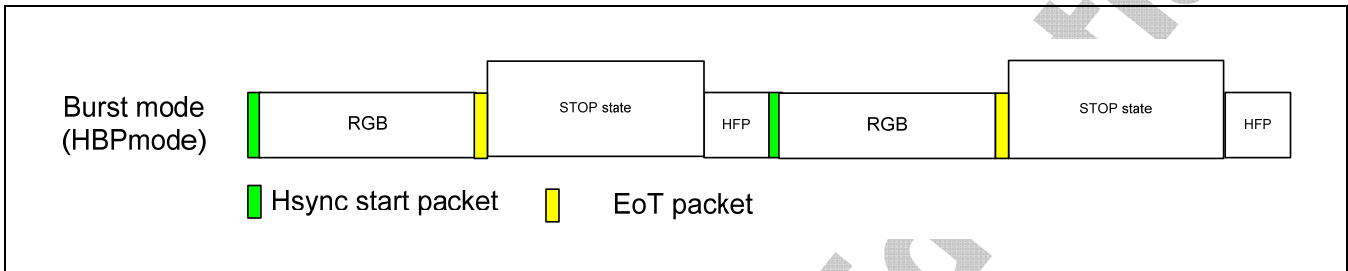 Burst mode
(HBPmode)
RGB
STOP state
HFP
RGB
STOP state
HFP
Hsync start packet
EoT packet